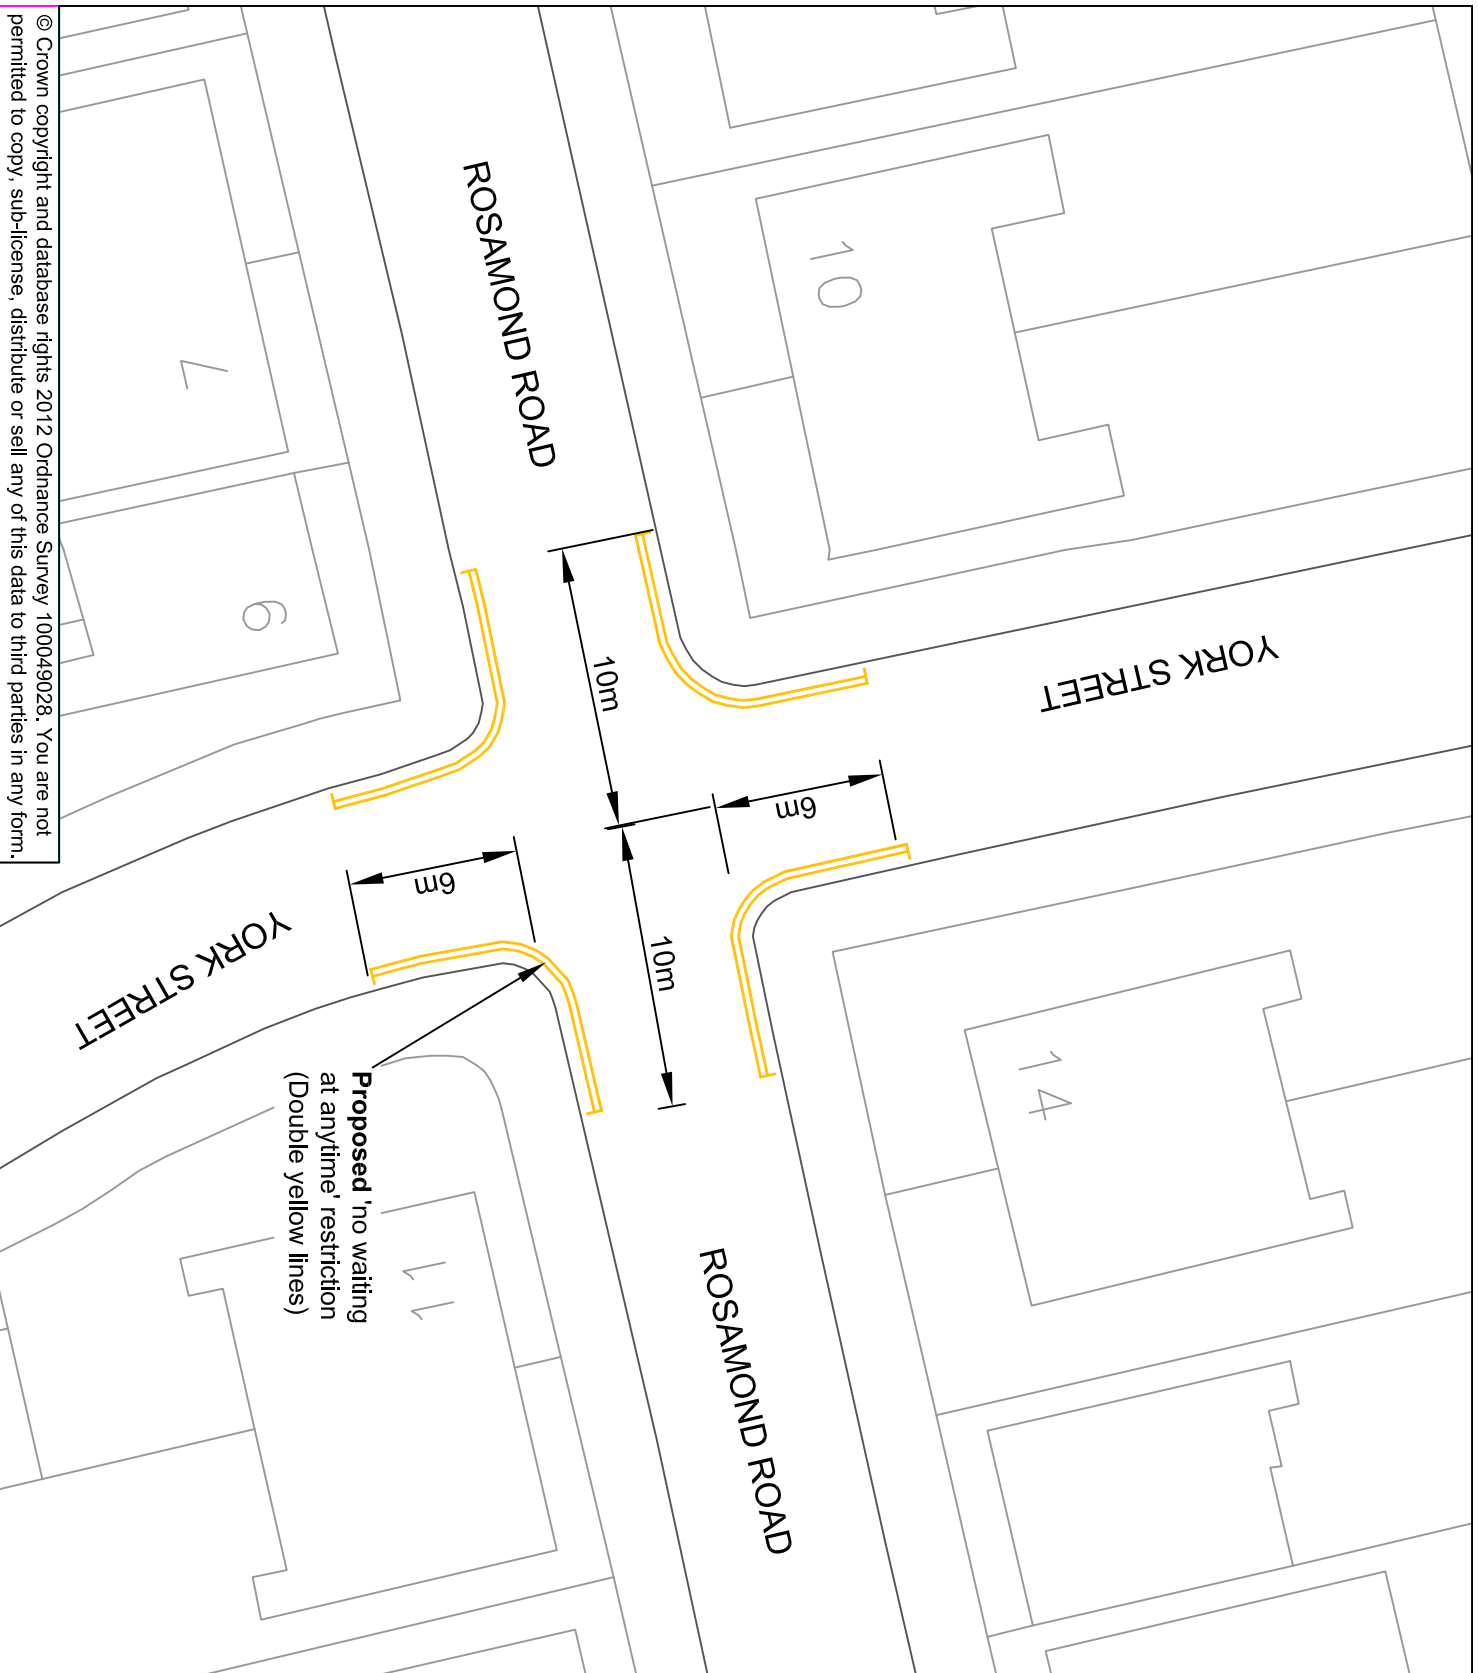 ROSAMOND ROAD
10
7
9
YORK STREET
10m
6m
6m
10m
YORK STREET
14
Proposed 'no waiting
at anytime' restriction
(Double yellow lines)
11
ROSAMOND ROAD
© Crown copyright and database rights 2012 Ordnance Survey 100049028. You are not
permitted to copy, sub-license, distribute or sell any of this data to third parties in any form.